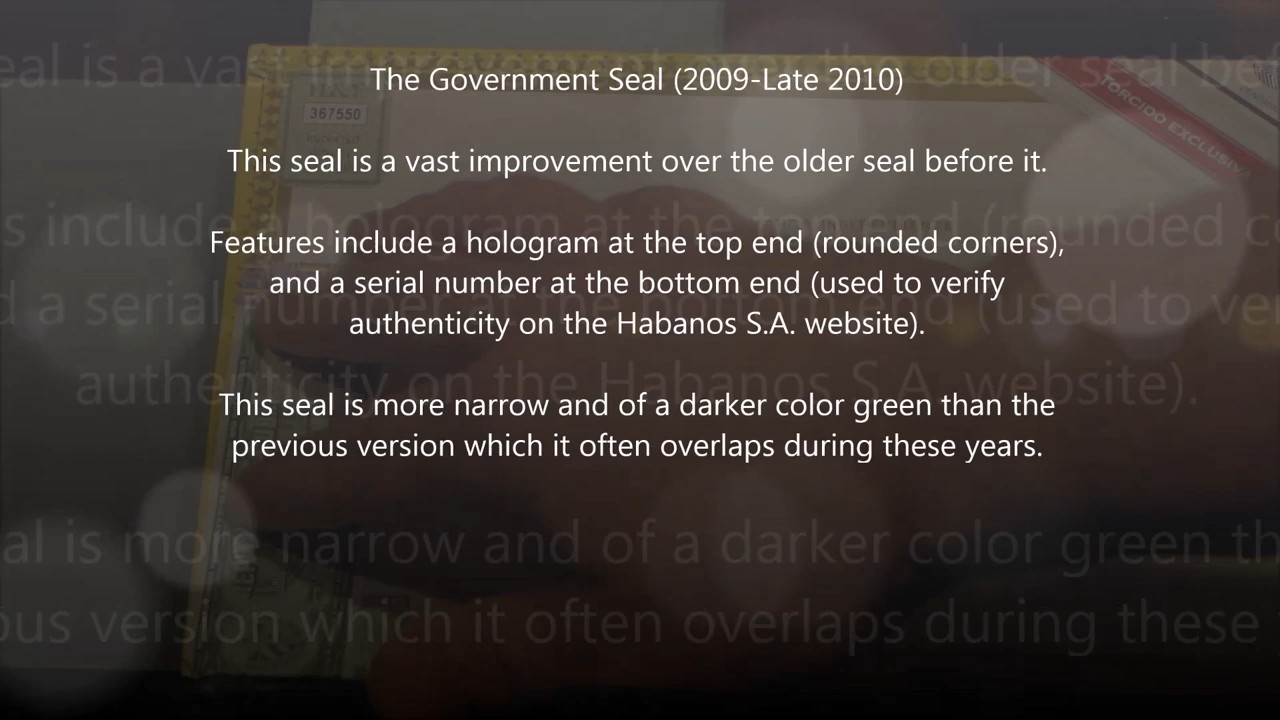 The Government Seal (2009-Late 2010)
This seal is a vast improvement over the older seal before it.
Features include a hologram at the top end (rounded corners),
and a serial number at the bottom end (used to verify
authenticity on the Habanos S.A. website).
This seal is more narrow and of a darker color green than the
previous version which it often overlaps during these years.
367550
TORCIDO EXCLUSIV